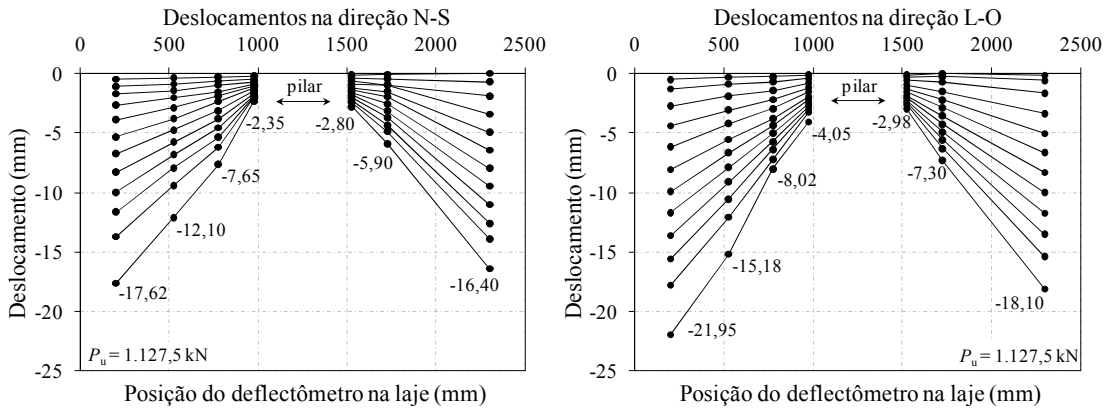 Deslocamentos na direção N-S
0 500 1000 1500 2000 2500
0
-5
-10
-15
-20
-25
Deslocamento (mm)
pilar
-2,35
-2,80
-5,90
-7,65
-12,10
-17,62
-16,40
Pu = 1.127,5 kN
Posição do deflectômetro na laje (mm)
Deslocamentos na direção L-O
0 500 1000 1500 2000 2500
0
-5
-10
-15
-20
-25
Deslocamento (mm)
pilar
-4,05
-2,98
-8,02
-7,30
-15,18
-21,95
-18,10
Pu = 1.127,5 kN
Posição do deflectômetro na laje (mm)